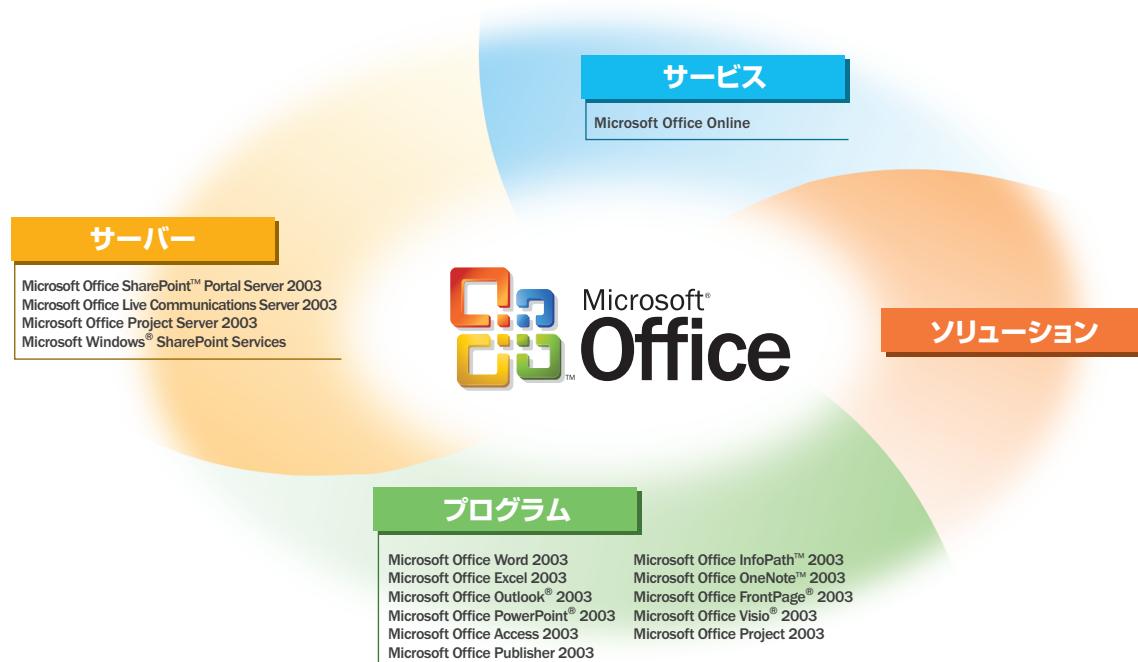 サービス
Microsoft Office Online
サーバー
Microsoft Office SharePoint™ Portal Server 2003
Microsoft Office Live Communications Server 2003
Microsoft Office Project Server 2003
Microsoft Windows® SharePoint Services
Microsoft®
Office™
ソリューション
プログラム
Microsoft Office Word 2003
Microsoft Office Excel 2003
Microsoft Office Outlook® 2003
Microsoft Office PowerPoint® 2003
Microsoft Office Access 2003
Microsoft Office Publisher 2003
Microsoft Office InfoPath™ 2003
Microsoft Office OneNote™ 2003
Microsoft Office FrontPage® 2003
Microsoft Office Visio® 2003
Microsoft Office Project 2003